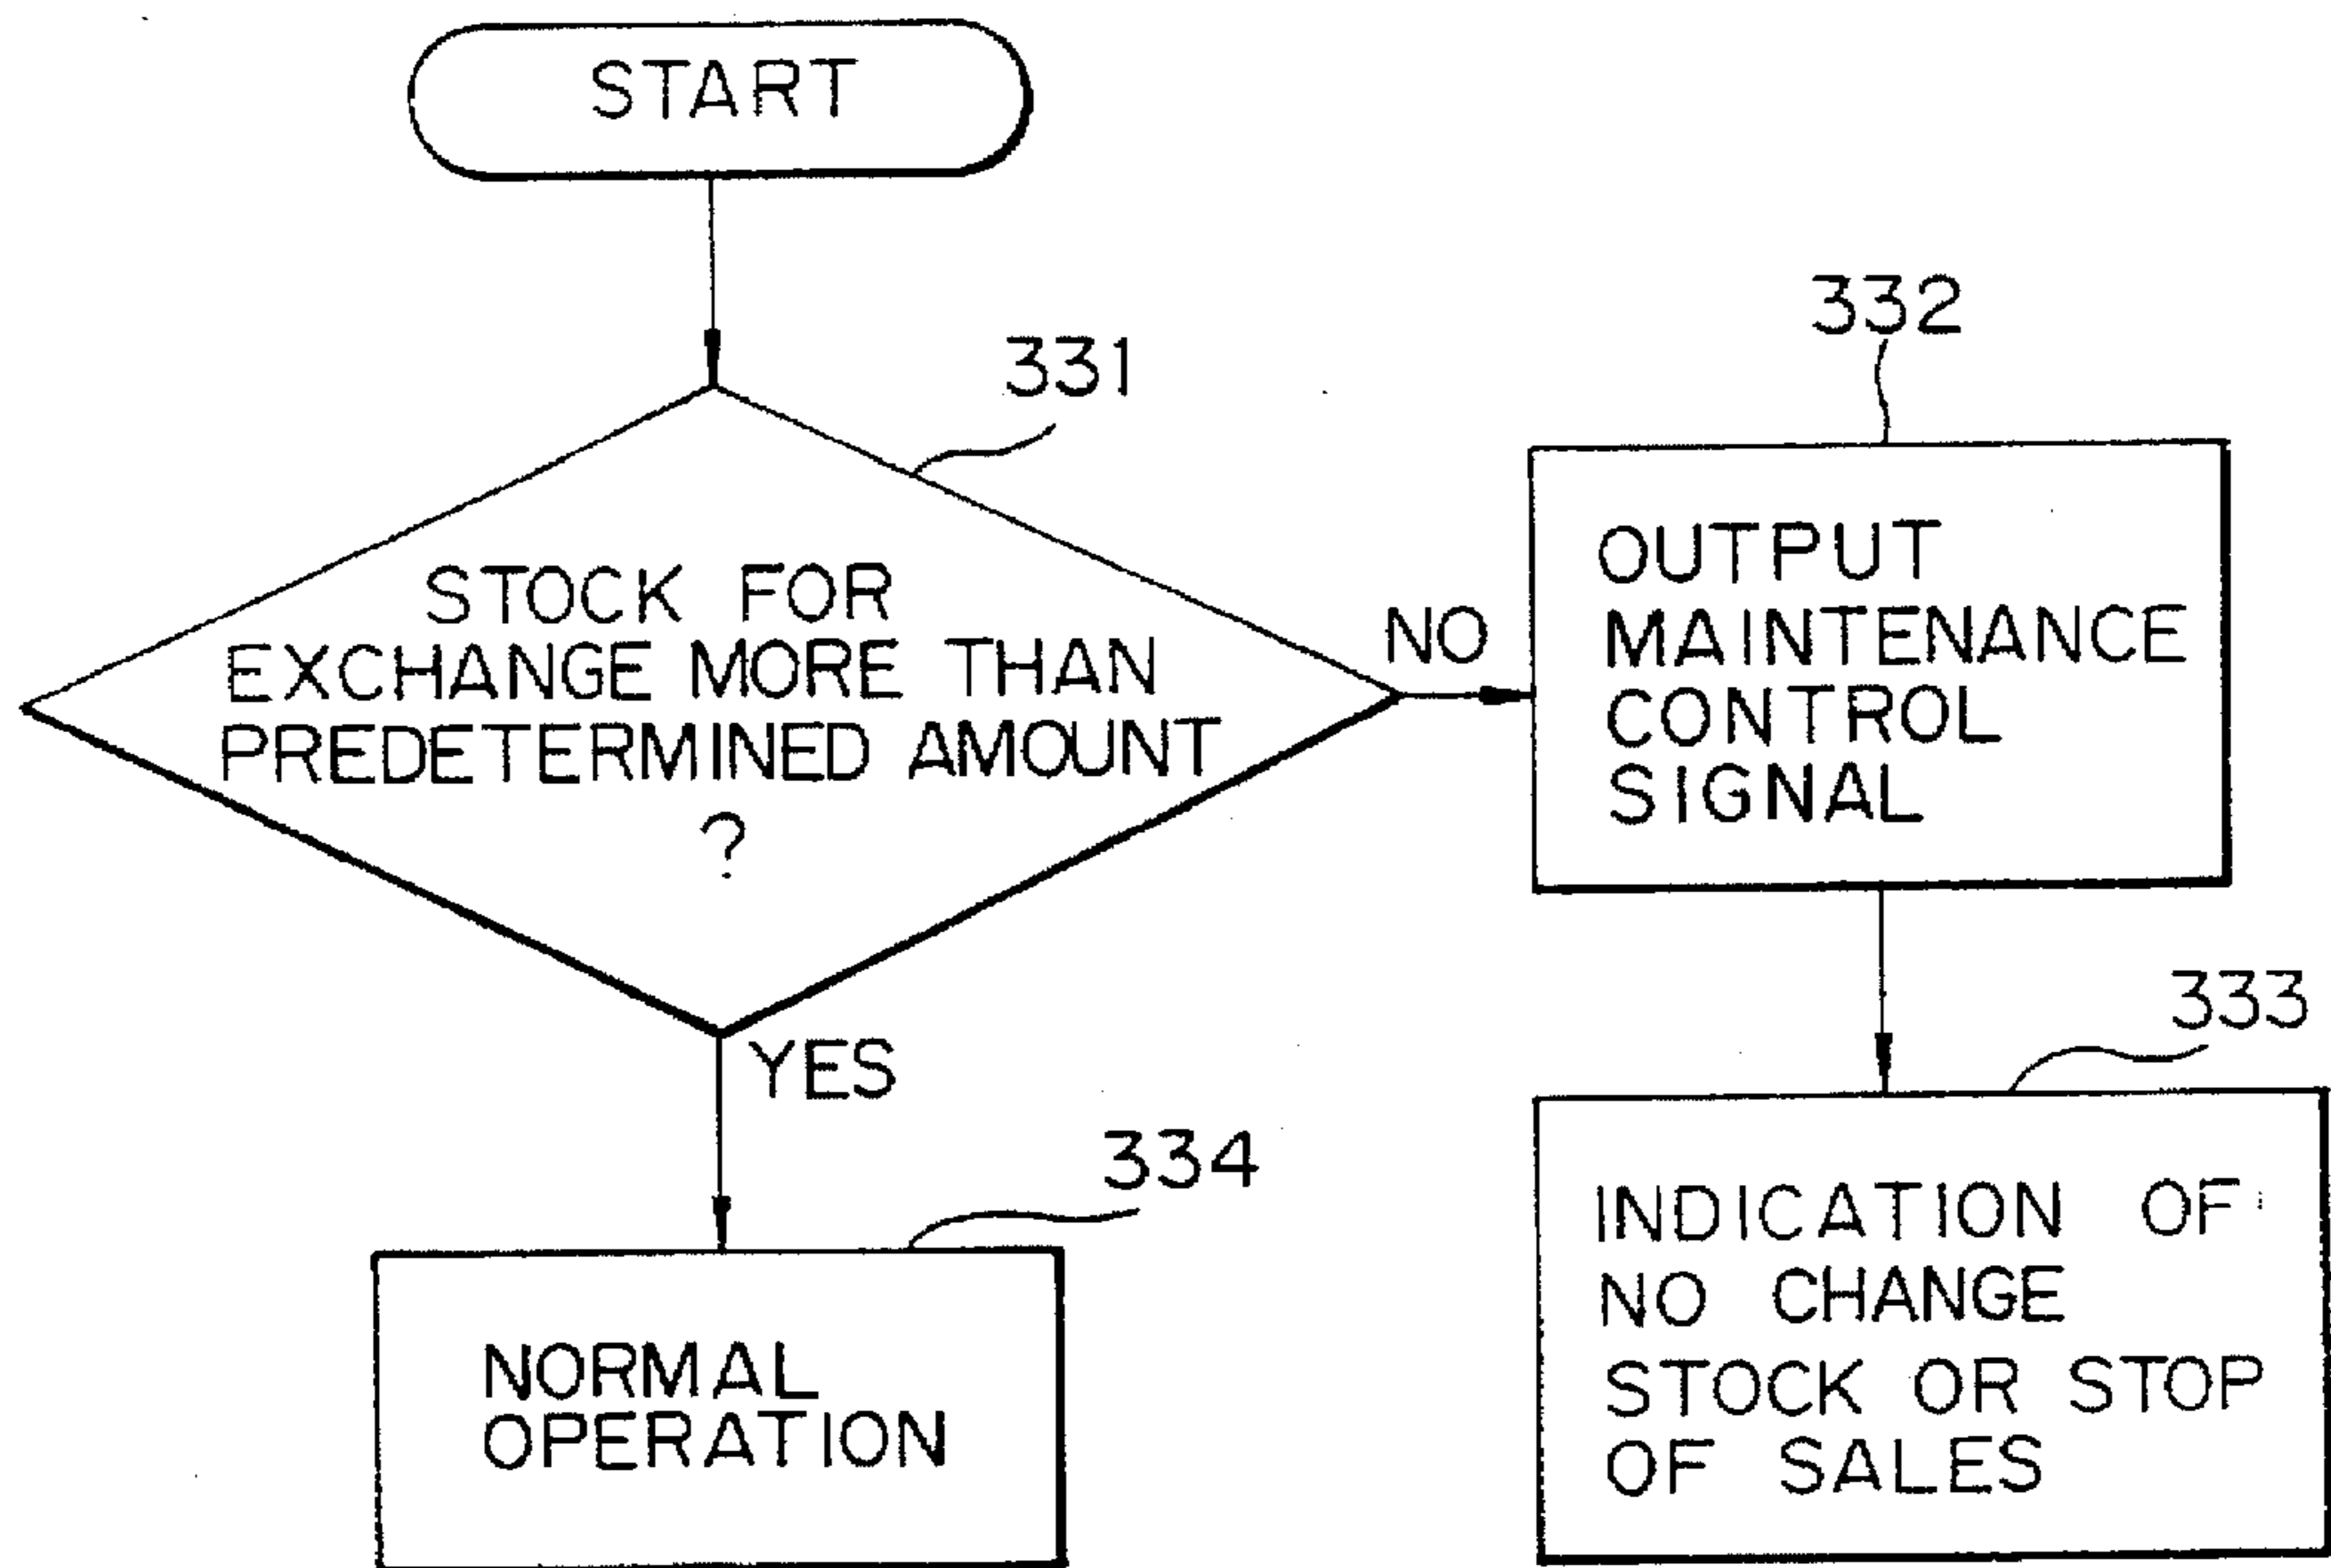 START
331
STOCK FOR
EXCHANGE MORE THAN
PREDETERMINED AMOUNT
?
NO
332
OUTPUT
MAINTENANCE
CONTROL
SIGNAL
YES
333
INDICATION OF
NO CHANGE
STOCK OR STOP
OF SALES
334
NORMAL
OPERATION